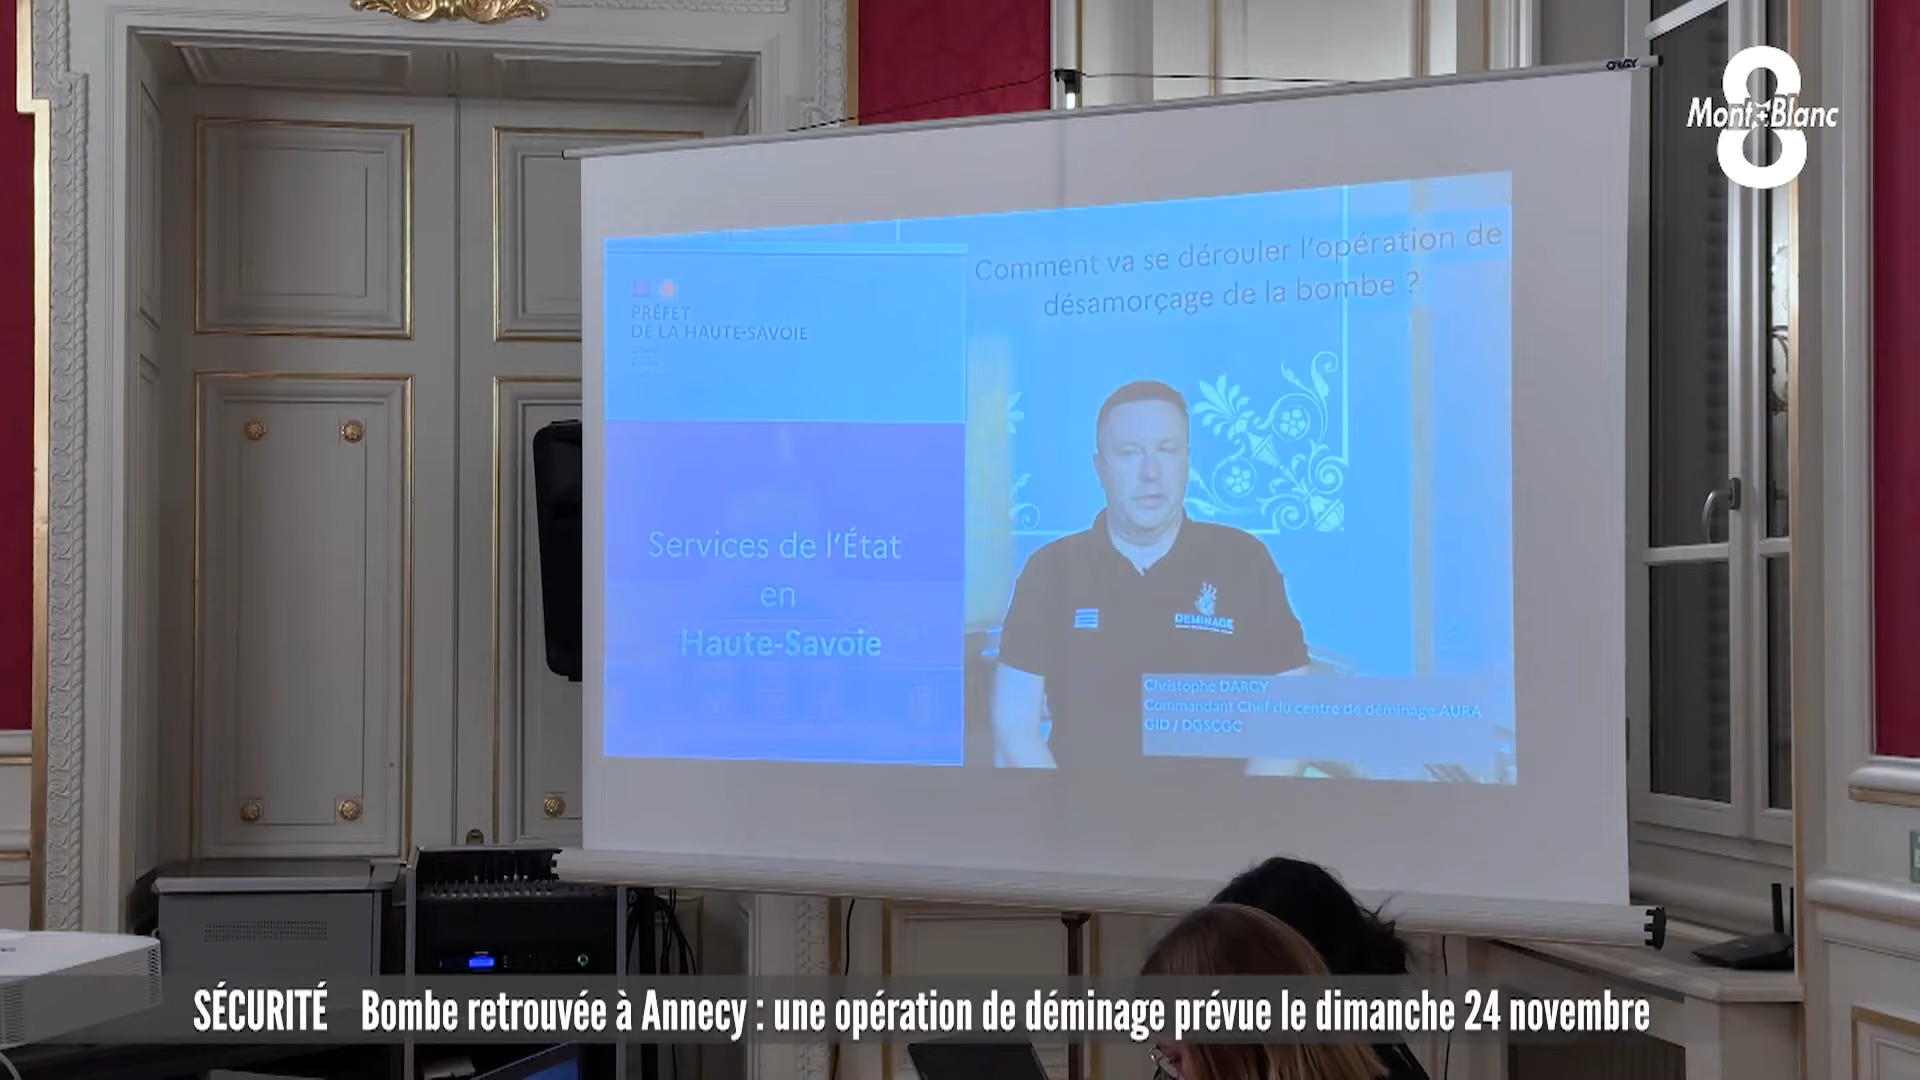 ORAY
8
Mont-Blanc
Comment va se dérouler l'opération de
désamorçage de la bombe ?
PRÉFET
DE LA HAUTE-SAVOIE
Services de l'État
en
Haute-Savoie
DEMINAGE
Christophe DARCY
Commandant Chef du centre de déminage AURA
GID / DGSCGC
SÉCURITÉ Bombe retrouvée à Annecy : une opération de déminage prévue le dimanche 24 novembre